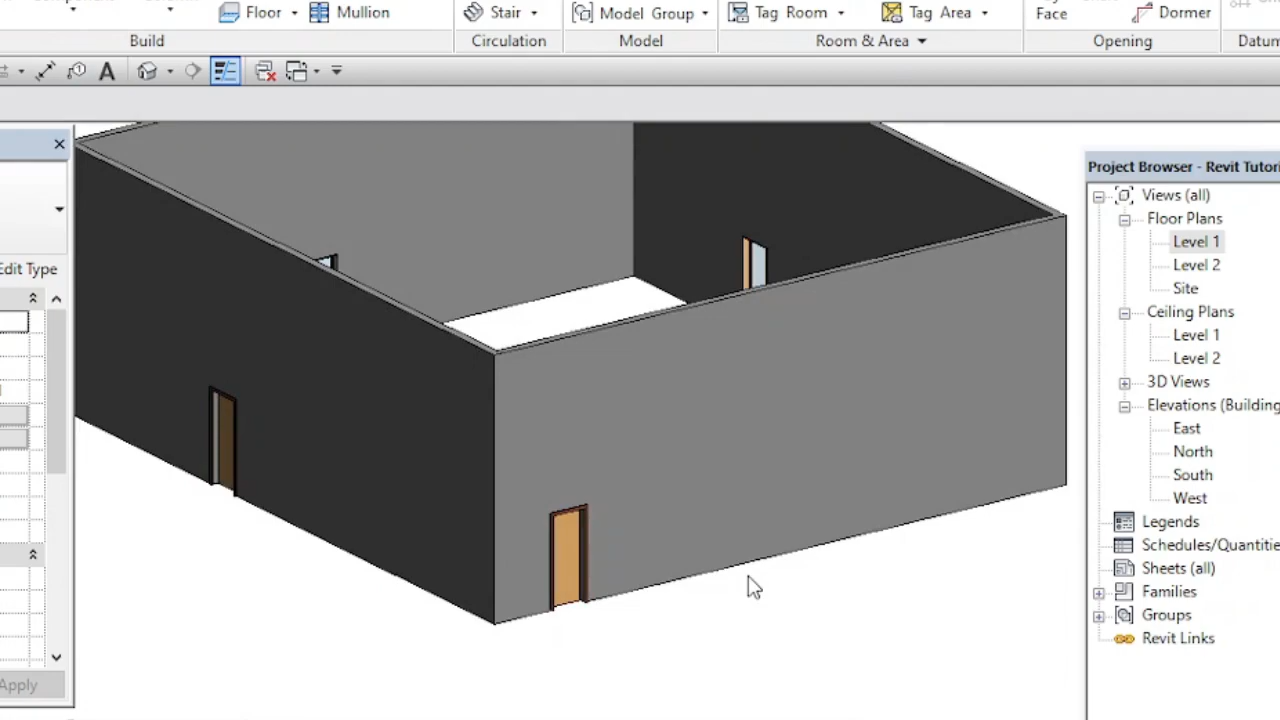 Floor Mullion Stair Model Group Tag Room Tag Area Face Dormer
Build Circulation Model Room & Area Opening Datum
A
Project Browser - Revit Tutori
Views (all)
Floor Plans
Level 1
Level 2
Site
Ceiling Plans
Level 1
Level 2
3D Views
Elevations (Building
East
North
South
West
Legends
Schedules/Quantitie
Sheets (all)
Families
Groups
Revit Links
Edit Type
Apply